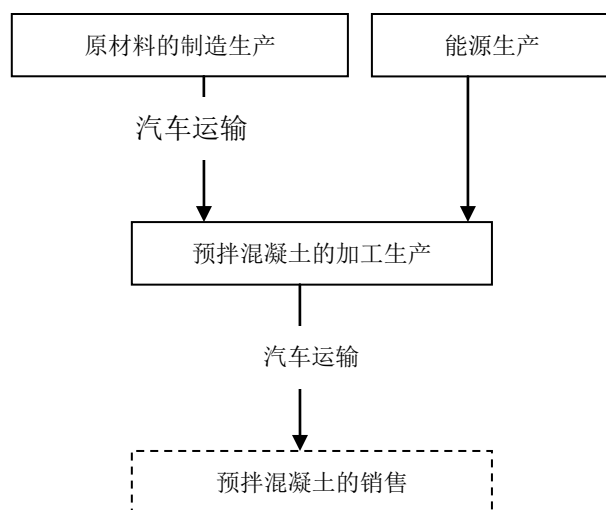 原材料的制造生产
能源生产
汽车运输
预拌混凝土的加工生产
汽车运输
预拌混凝土的销售